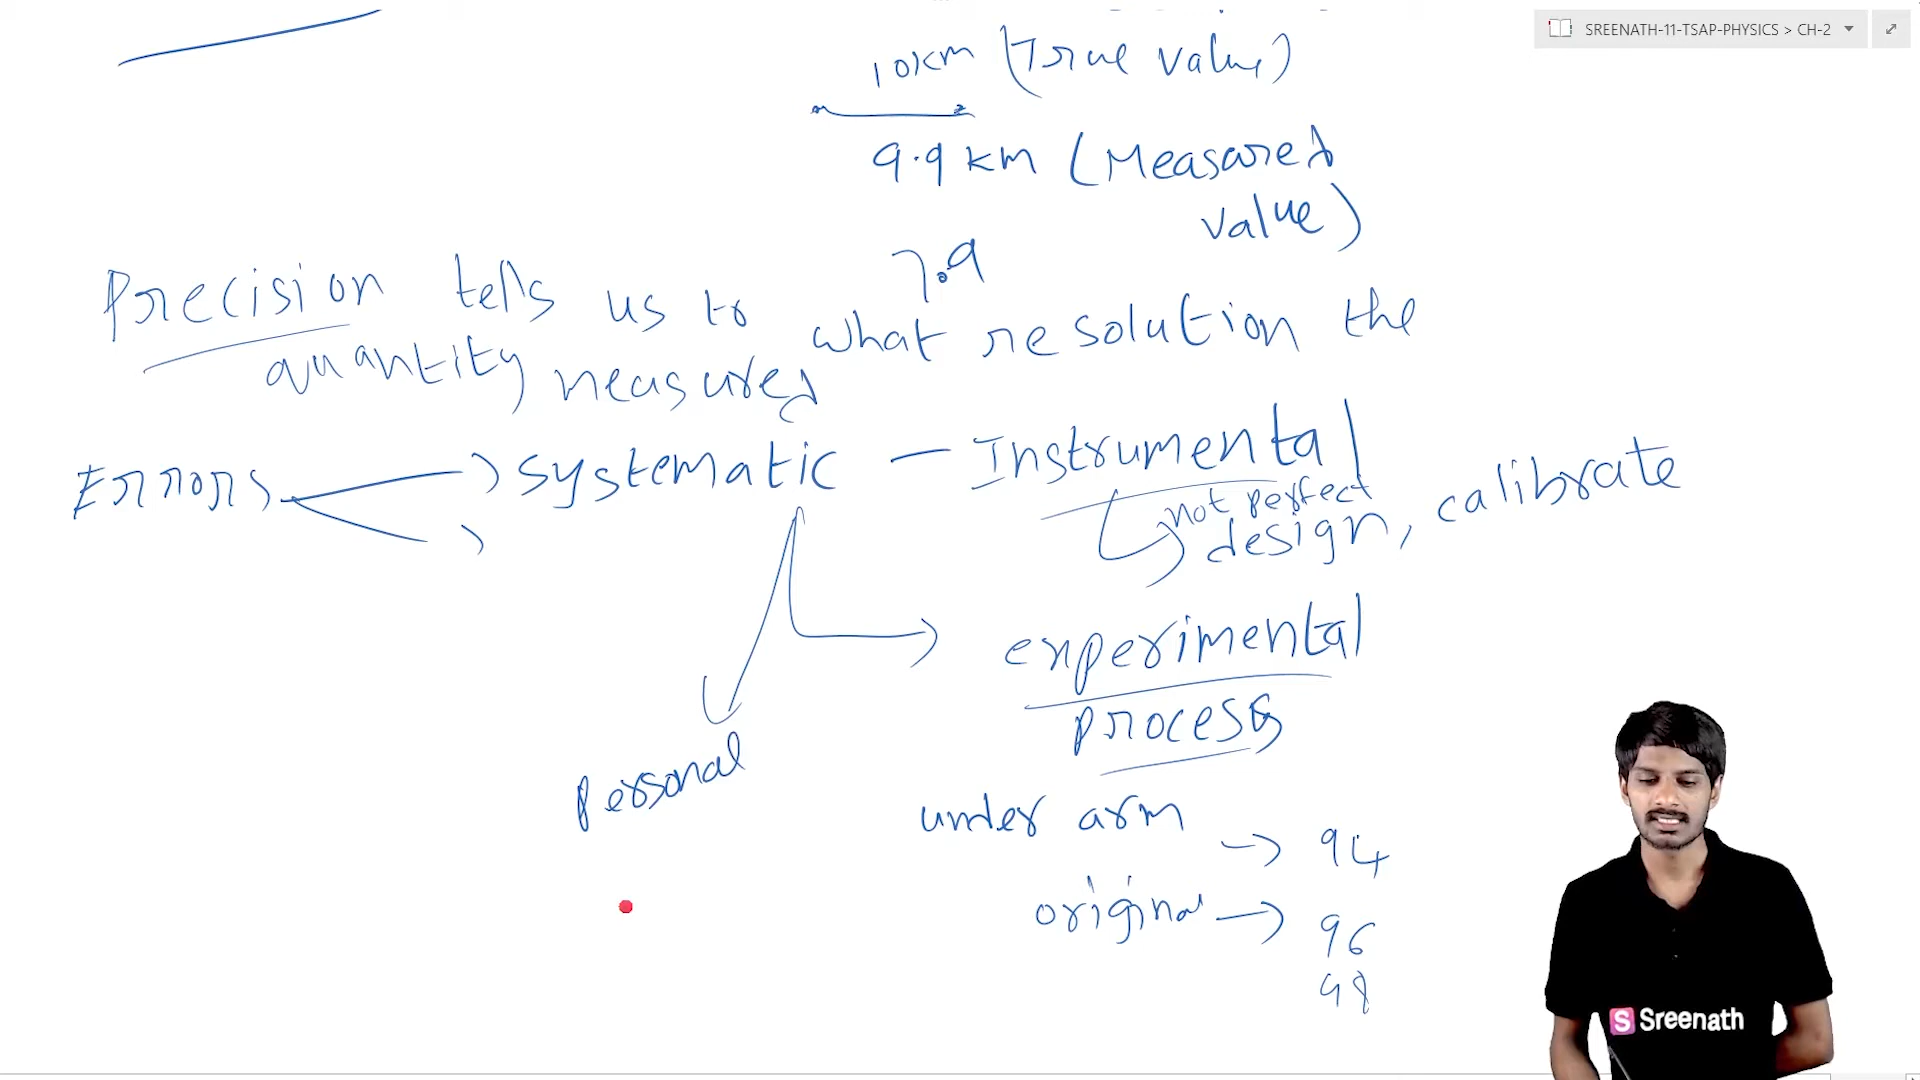 SREENATH-11-TSAP-PHYSICS > CH-2
10km (True value)
9.9 km (Measured
value)
7.9
Precision tells us to what resolution the
quantity measured
Errors → systematic — Instrumental
not perfect
design, calibrate
experimental
process
Personal
under arm → 94
original → 96
98
S Sreenath